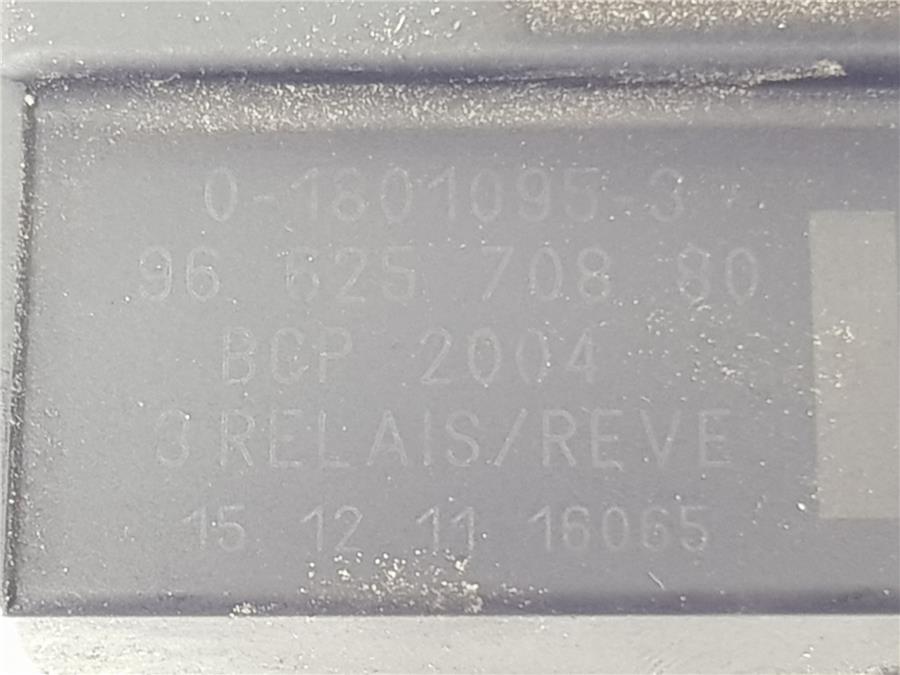 0-1801095-3
96 625 708 80
BCP 2004
3 RELAIS/REVE
15 12 11 16065